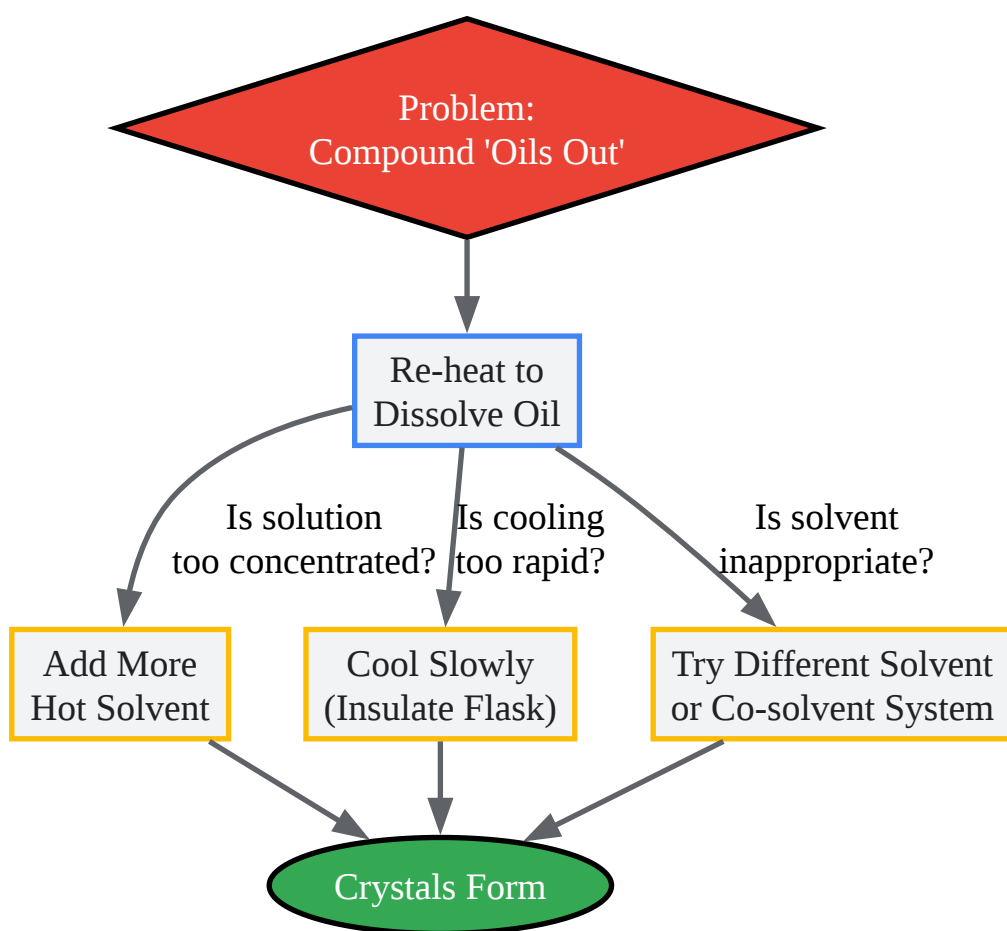 Problem:
Compound 'Oils Out'
Re-heat to
Dissolve Oil
Is solution
too concentrated?
Is cooling
too rapid?
Is solvent
inappropriate?
Add More
Hot Solvent
Cool Slowly
(Insulate Flask)
Try Different Solvent
or Co-solvent System
Crystals Form